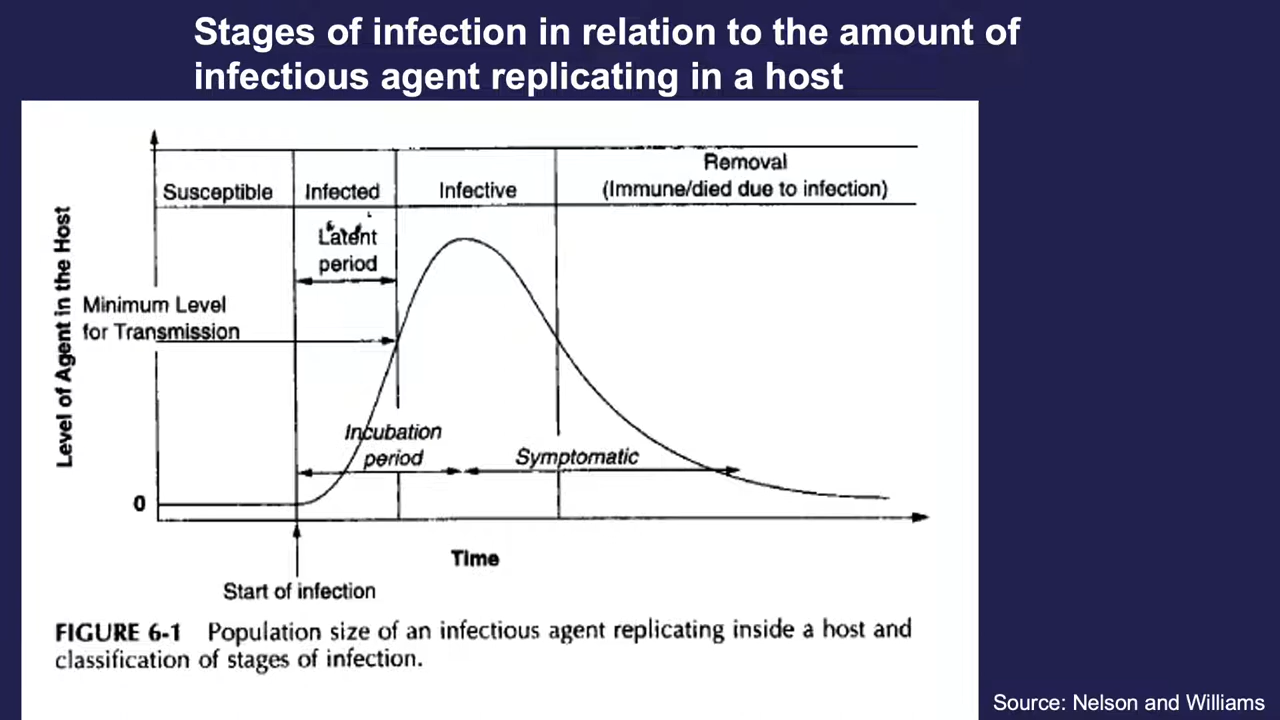 Stages of infection in relation to the amount of
infectious agent replicating in a host
Removal
Susceptible
Infected
Infective
(Immune/died due to infection)
Latent
period
Level of Agent in the Host
Minimum Level
for Transmission
Incubation
period
Symptomatic
0
Time
Start of infection
FIGURE 6-1 Population size of an infectious agent replicating inside a host and
classification of stages of infection.
Source: Nelson and Williams